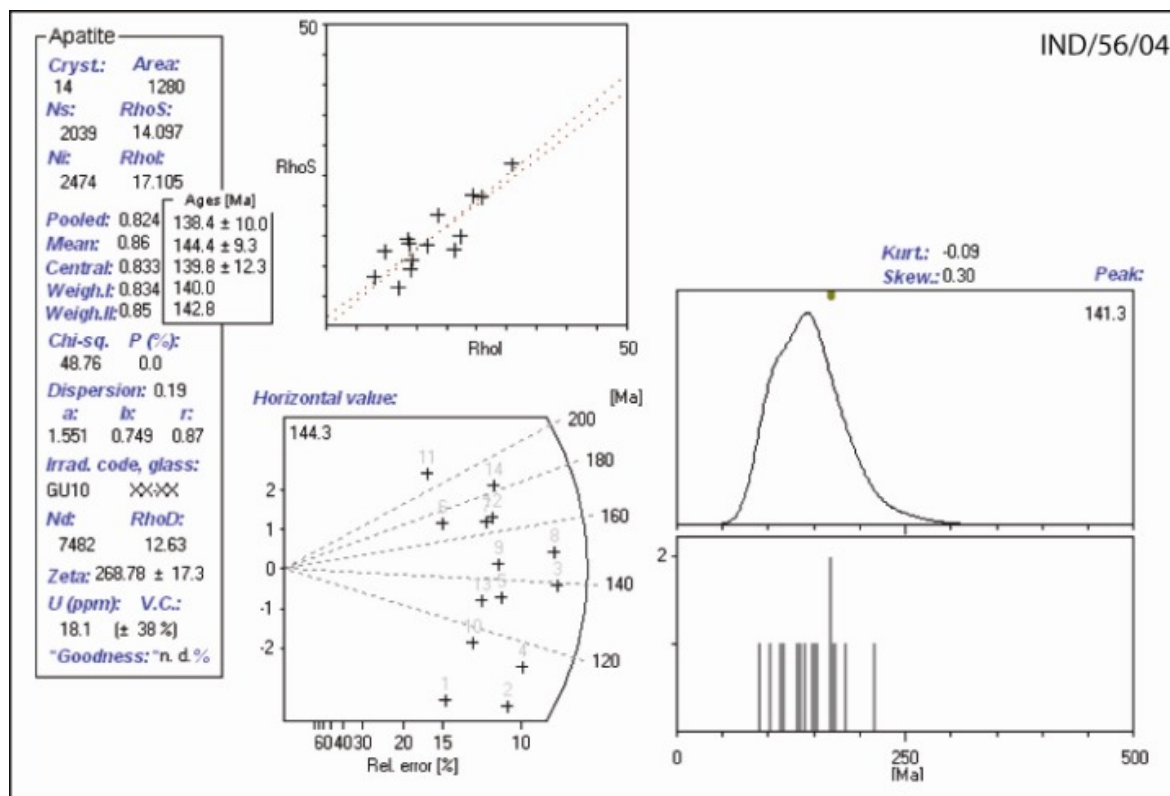 IND/56/04
Apatite
Cryst.: Area:
14 1280
Ns: RhoS:
2039 14.097
Ni: RhoI:
2474 17.105
Ages [Ma]
Pooled: 0.824 138.4 ± 10.0
Mean: 0.86 144.4 ± 9.3
Central: 0.833 139.8 ± 12.3
Weigh.I: 0.834 140.0
Weigh.II: 0.85 142.8
Chi-sq. P (%):
48.76 0.0
Dispersion: 0.19
a: b: r:
1.551 0.749 0.87
Irrad. code, glass:
GU10 XX-XX
Nd: RhoD:
7482 12.63
Zeta: 268.78 ± 17.3
U (ppm): V.C.:
18.1 (± 38 %)
"Goodness:"n. d.%
50
RhoS
RhoI
50
Horizontal value:
[Ma]
144.3
200
180
160
140
120
2
1
0
-1
-2
11
14
6
7
12
8
9
3
13
5
10
4
1
2
60 40 30 20 15 10
Rel. error [%]
Kurt.: -0.09
Skew.: 0.30
Peak:
141.3
2
0 250 500
[Ma]